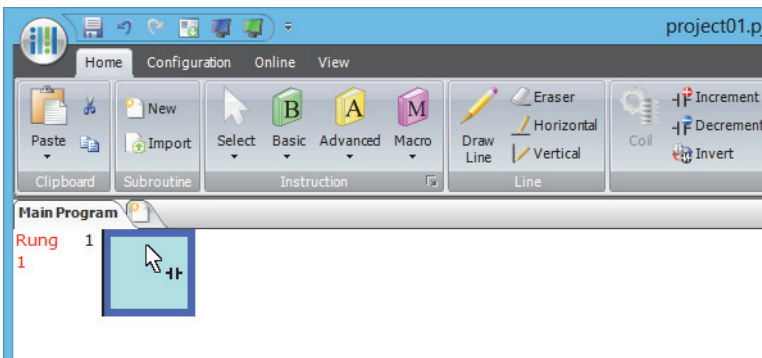 project01.pj
Home Configuration Online View
Paste
Clipboard
New
Import
Subroutine
Select Basic Advanced Macro
B A M
Instruction
Draw Line
Eraser
Horizontal
Vertical
Line
Coil
Increment
Decrement
Invert
Main Program
Rung 1
1